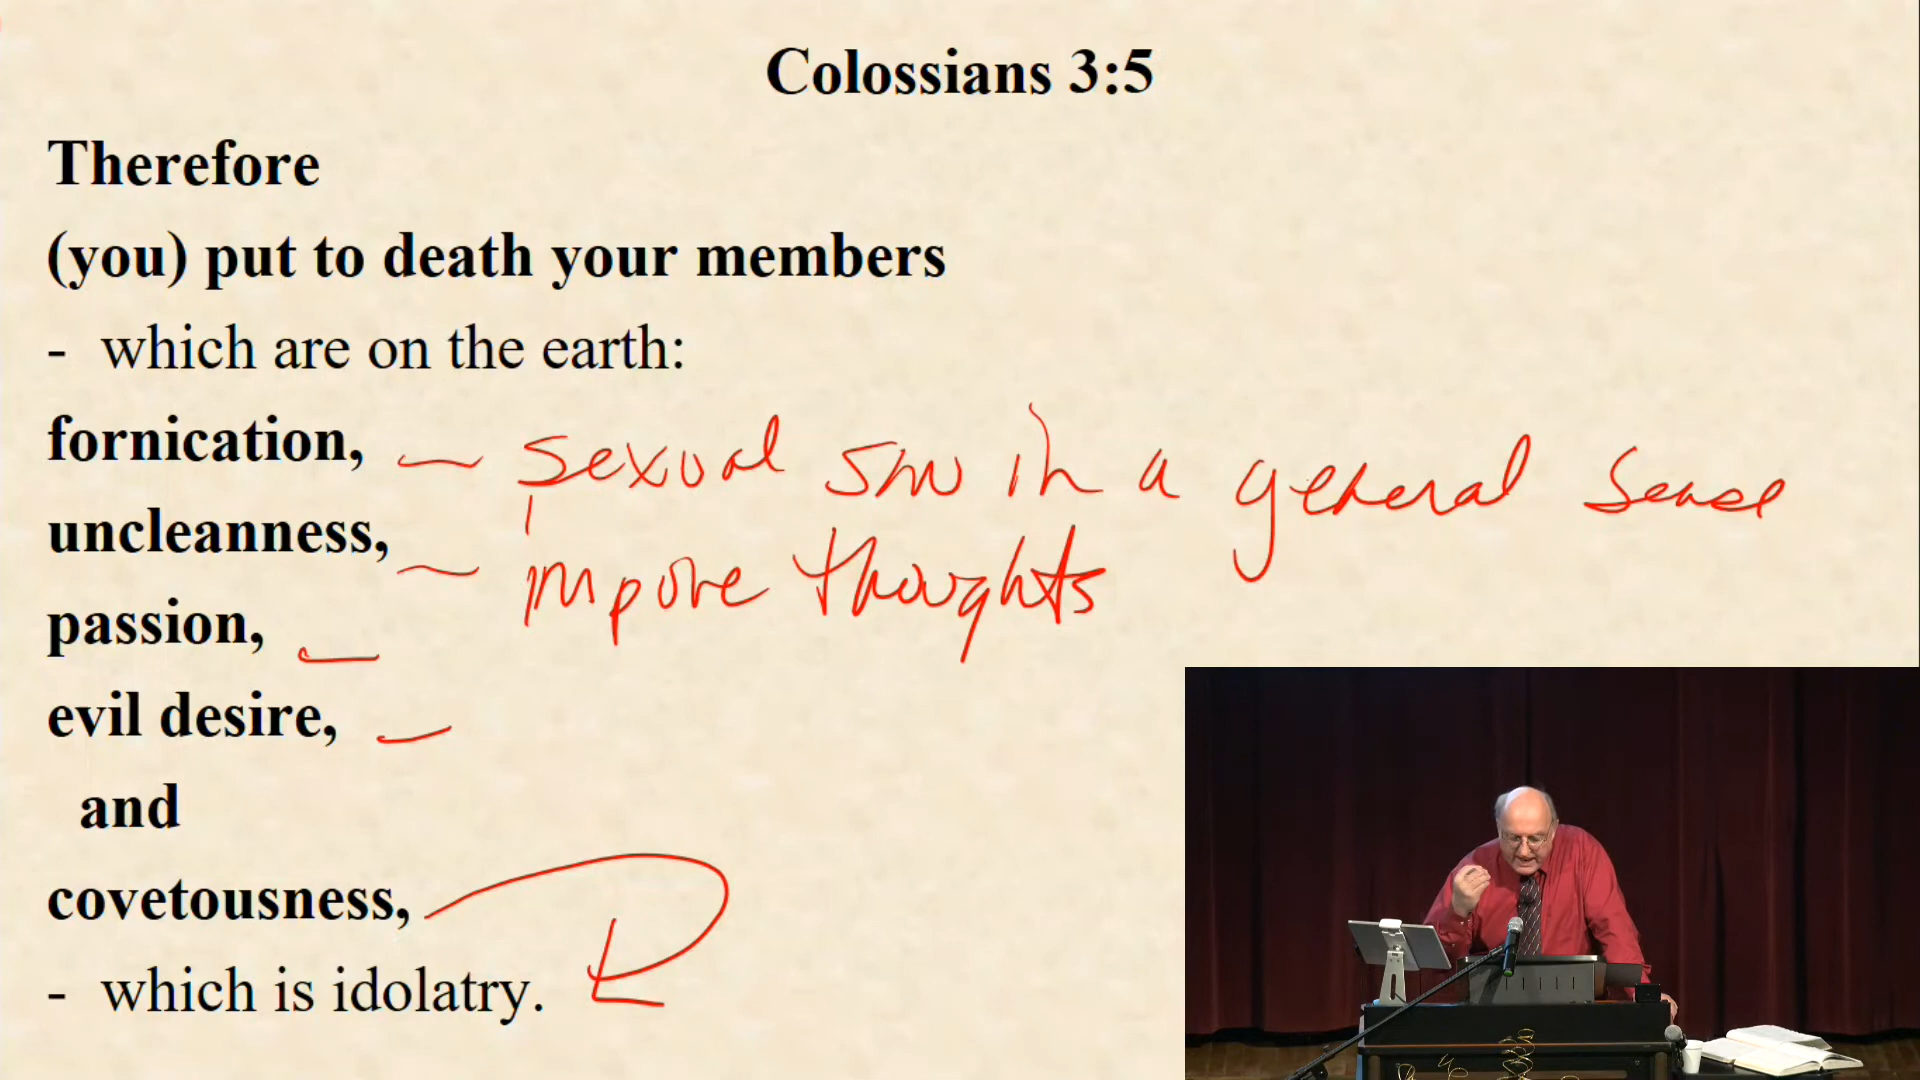 Colossians 3:5
Therefore
(you) put to death your members
- which are on the earth:
fornication, - sexual sin in a general sense
uncleanness, - impure thoughts
passion, -
evil desire, -
and
covetousness,
- which is idolatry.